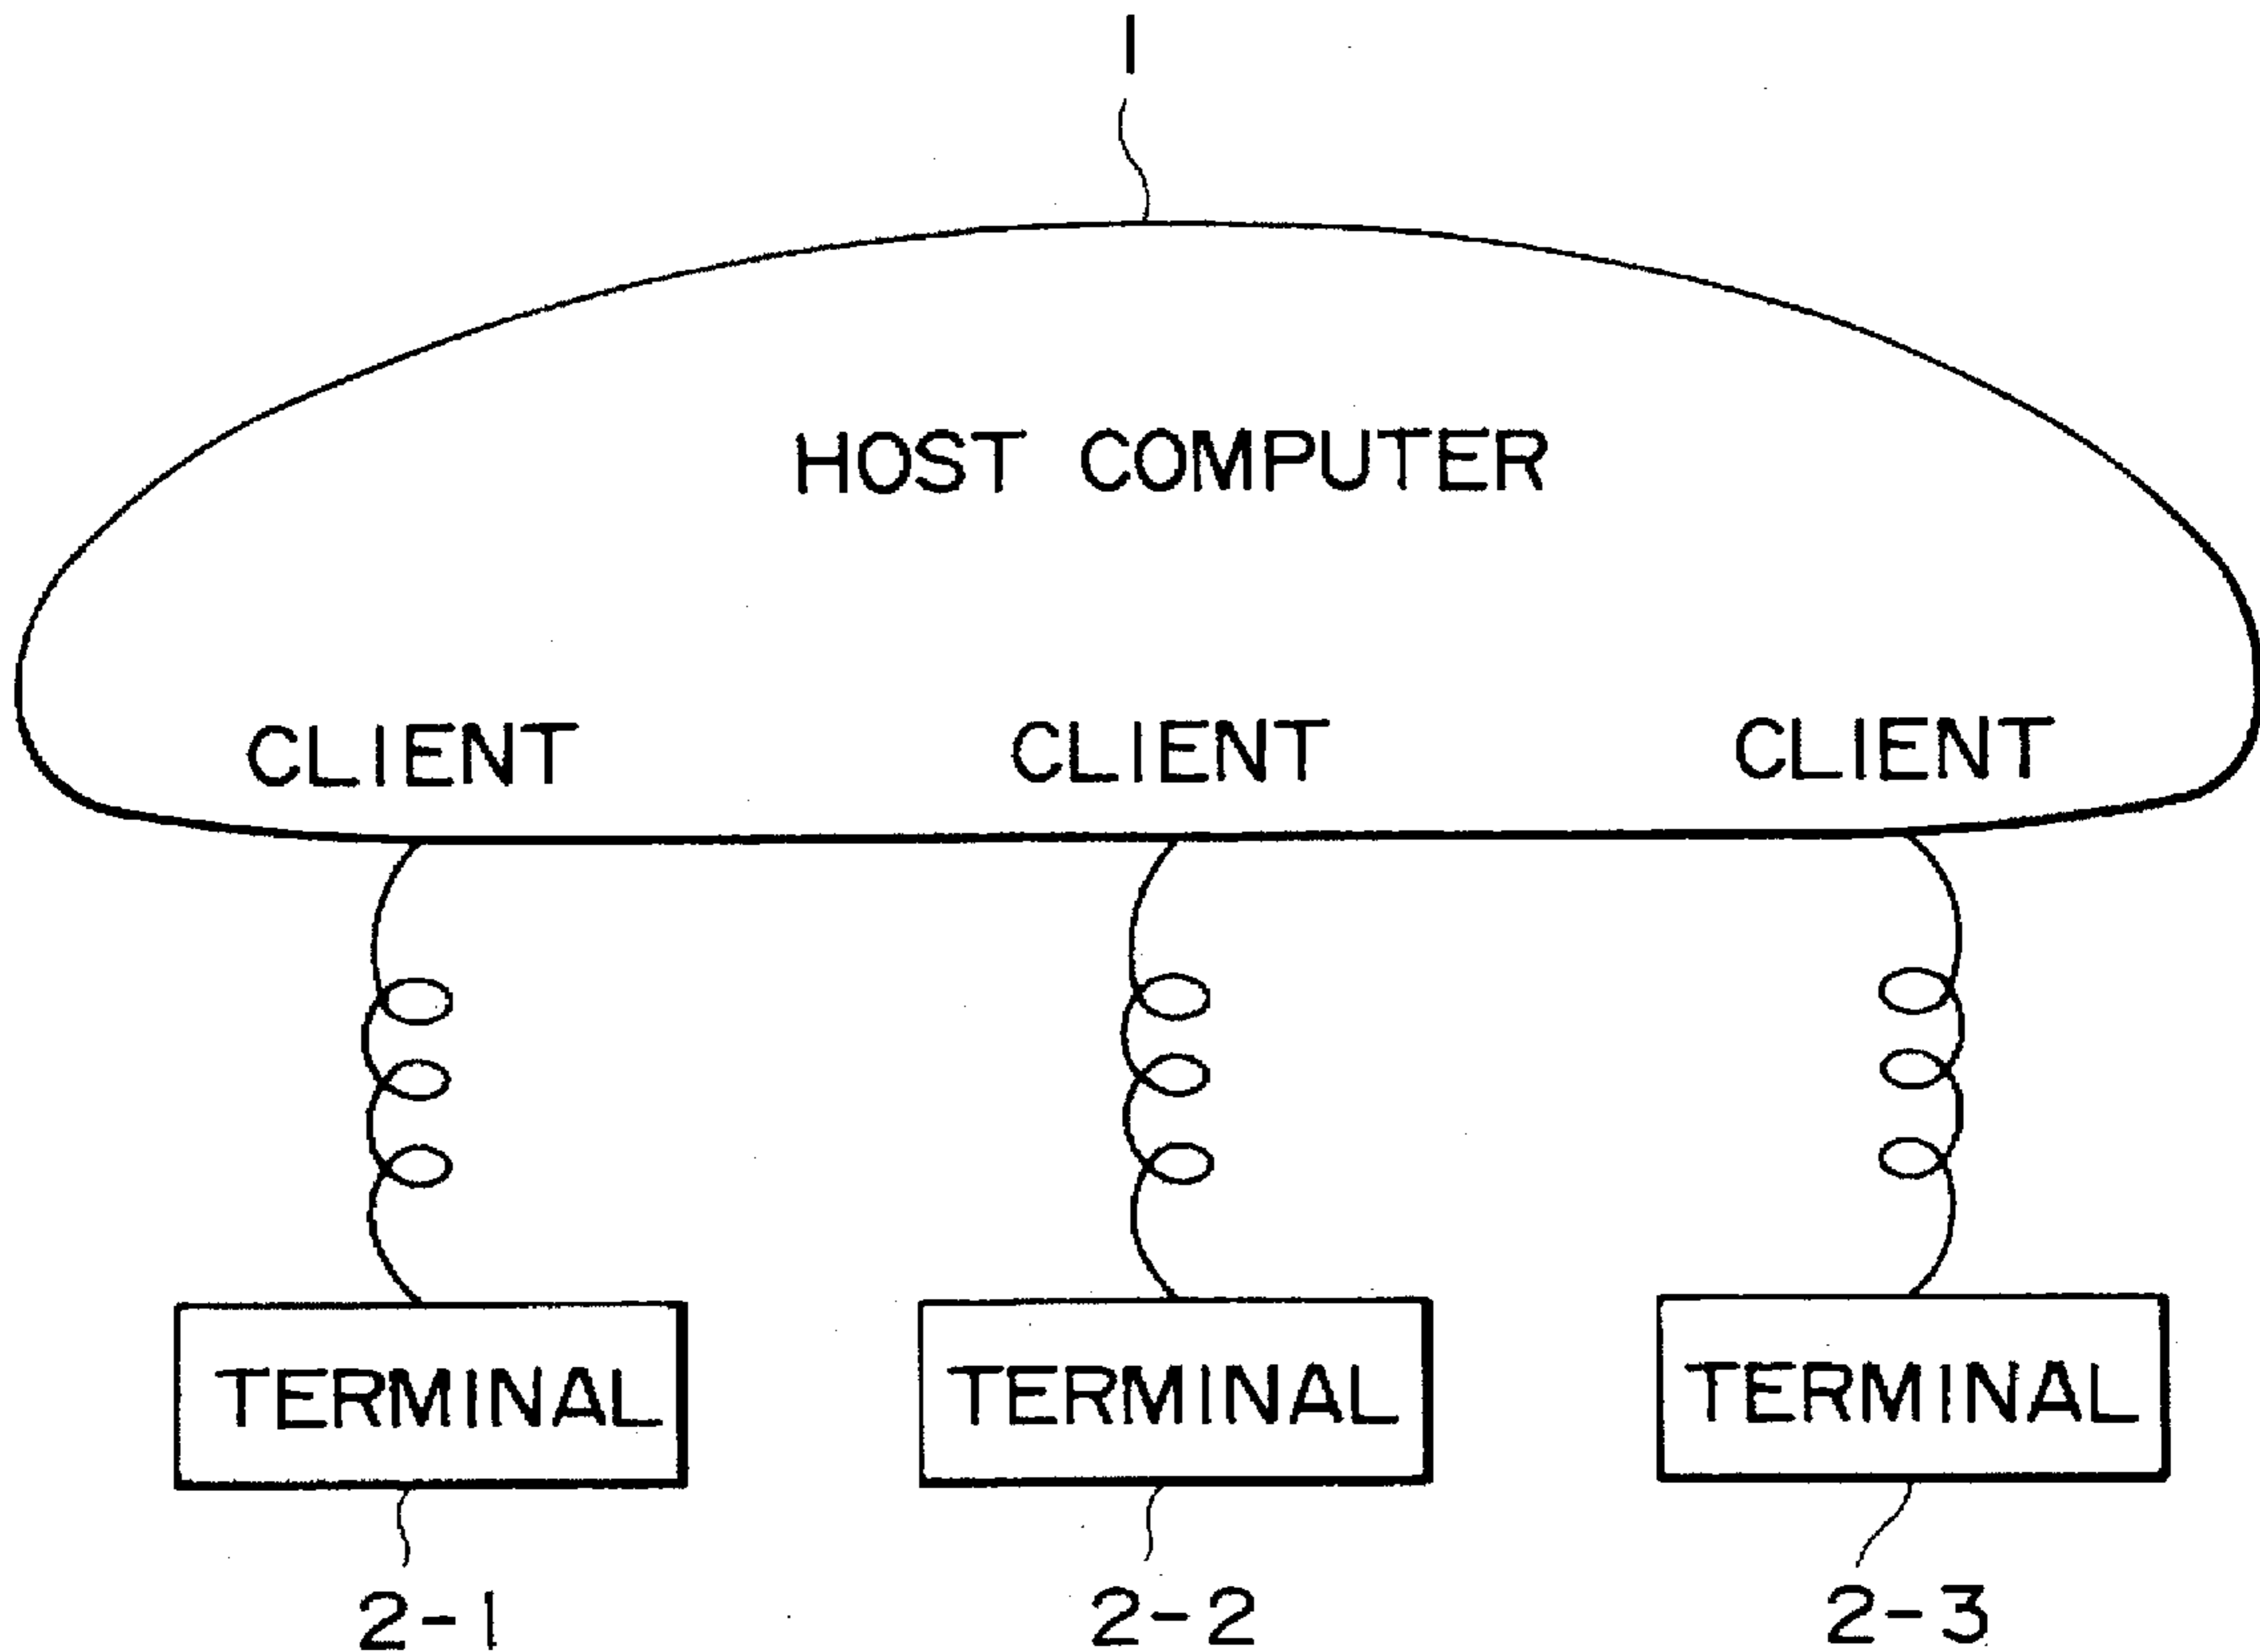 1
HOST COMPUTER
CLIENT CLIENT CLIENT
TERMINAL TERMINAL TERMINAL
2-1 2-2 2-3